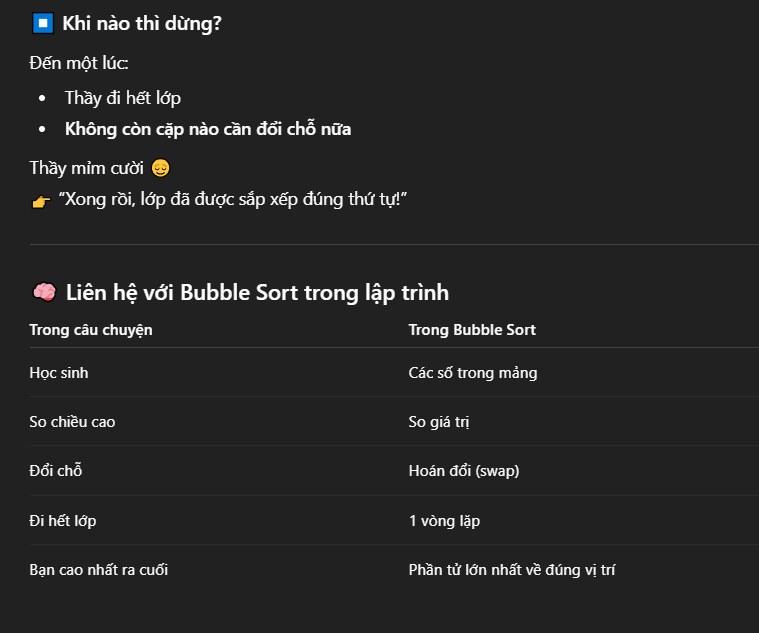 Khi nào thì dừng?
Đến một lúc:
• Thầy đi hết lớp
• Không còn cặp nào cần đổi chỗ nữa
Thầy mỉm cười 😌
👉 “Xong rồi, lớp đã được sắp xếp đúng thứ tự!”
🧠 Liên hệ với Bubble Sort trong lập trình
Trong câu chuyện Trong Bubble Sort
Học sinh Các số trong mảng
So chiều cao So giá trị
Đổi chỗ Hoán đổi (swap)
Đi hết lớp 1 vòng lặp
Bạn cao nhất ra cuối Phần tử lớn nhất về đúng vị trí